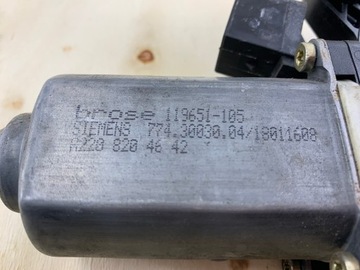 brose 119651-105
SIEMENS 774.30030.04/18011608
A220 820 46 42